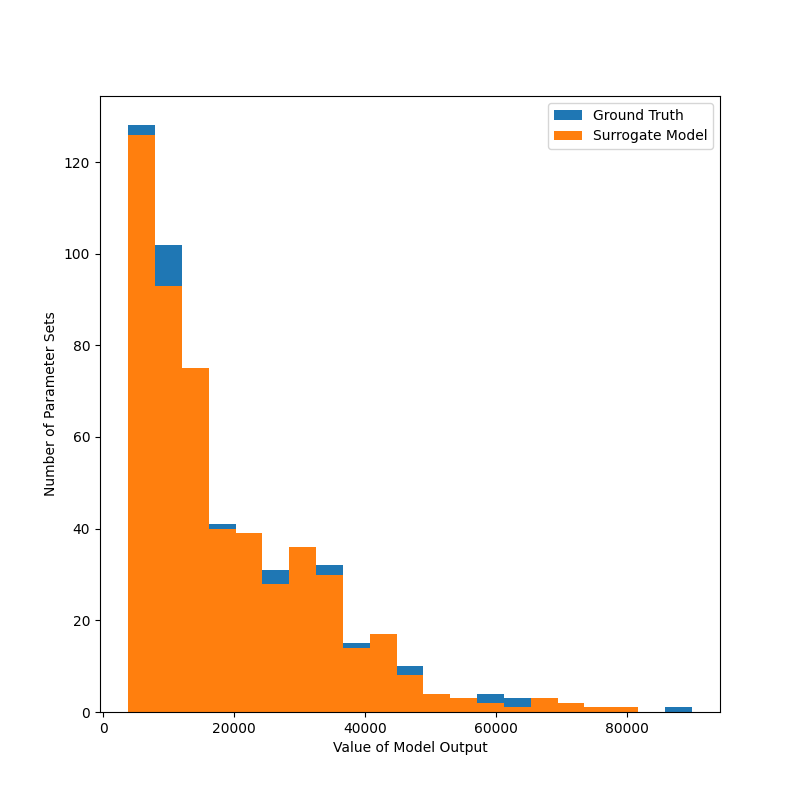 Ground Truth
Surrogate Model
120
100
80
60
40
20
0
Number of Parameter Sets
0 20000 40000 60000 80000
Value of Model Output